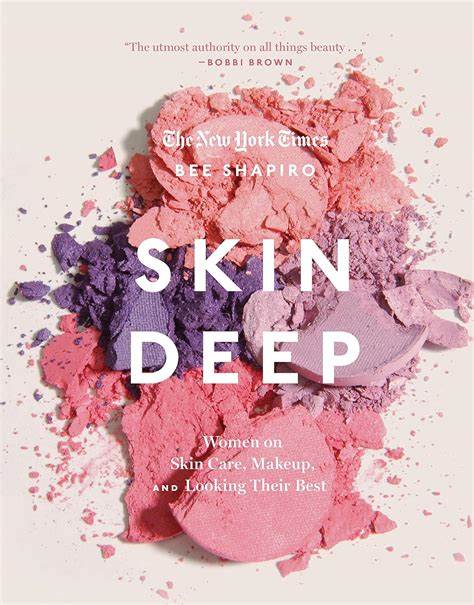 “The utmost authority on all things beauty . . .”
—BOBBI BROWN
The New York Times
BEE SHAPIRO
SKIN
DEEP
Women on
Skin Care, Makeup,
AND Looking Their Best